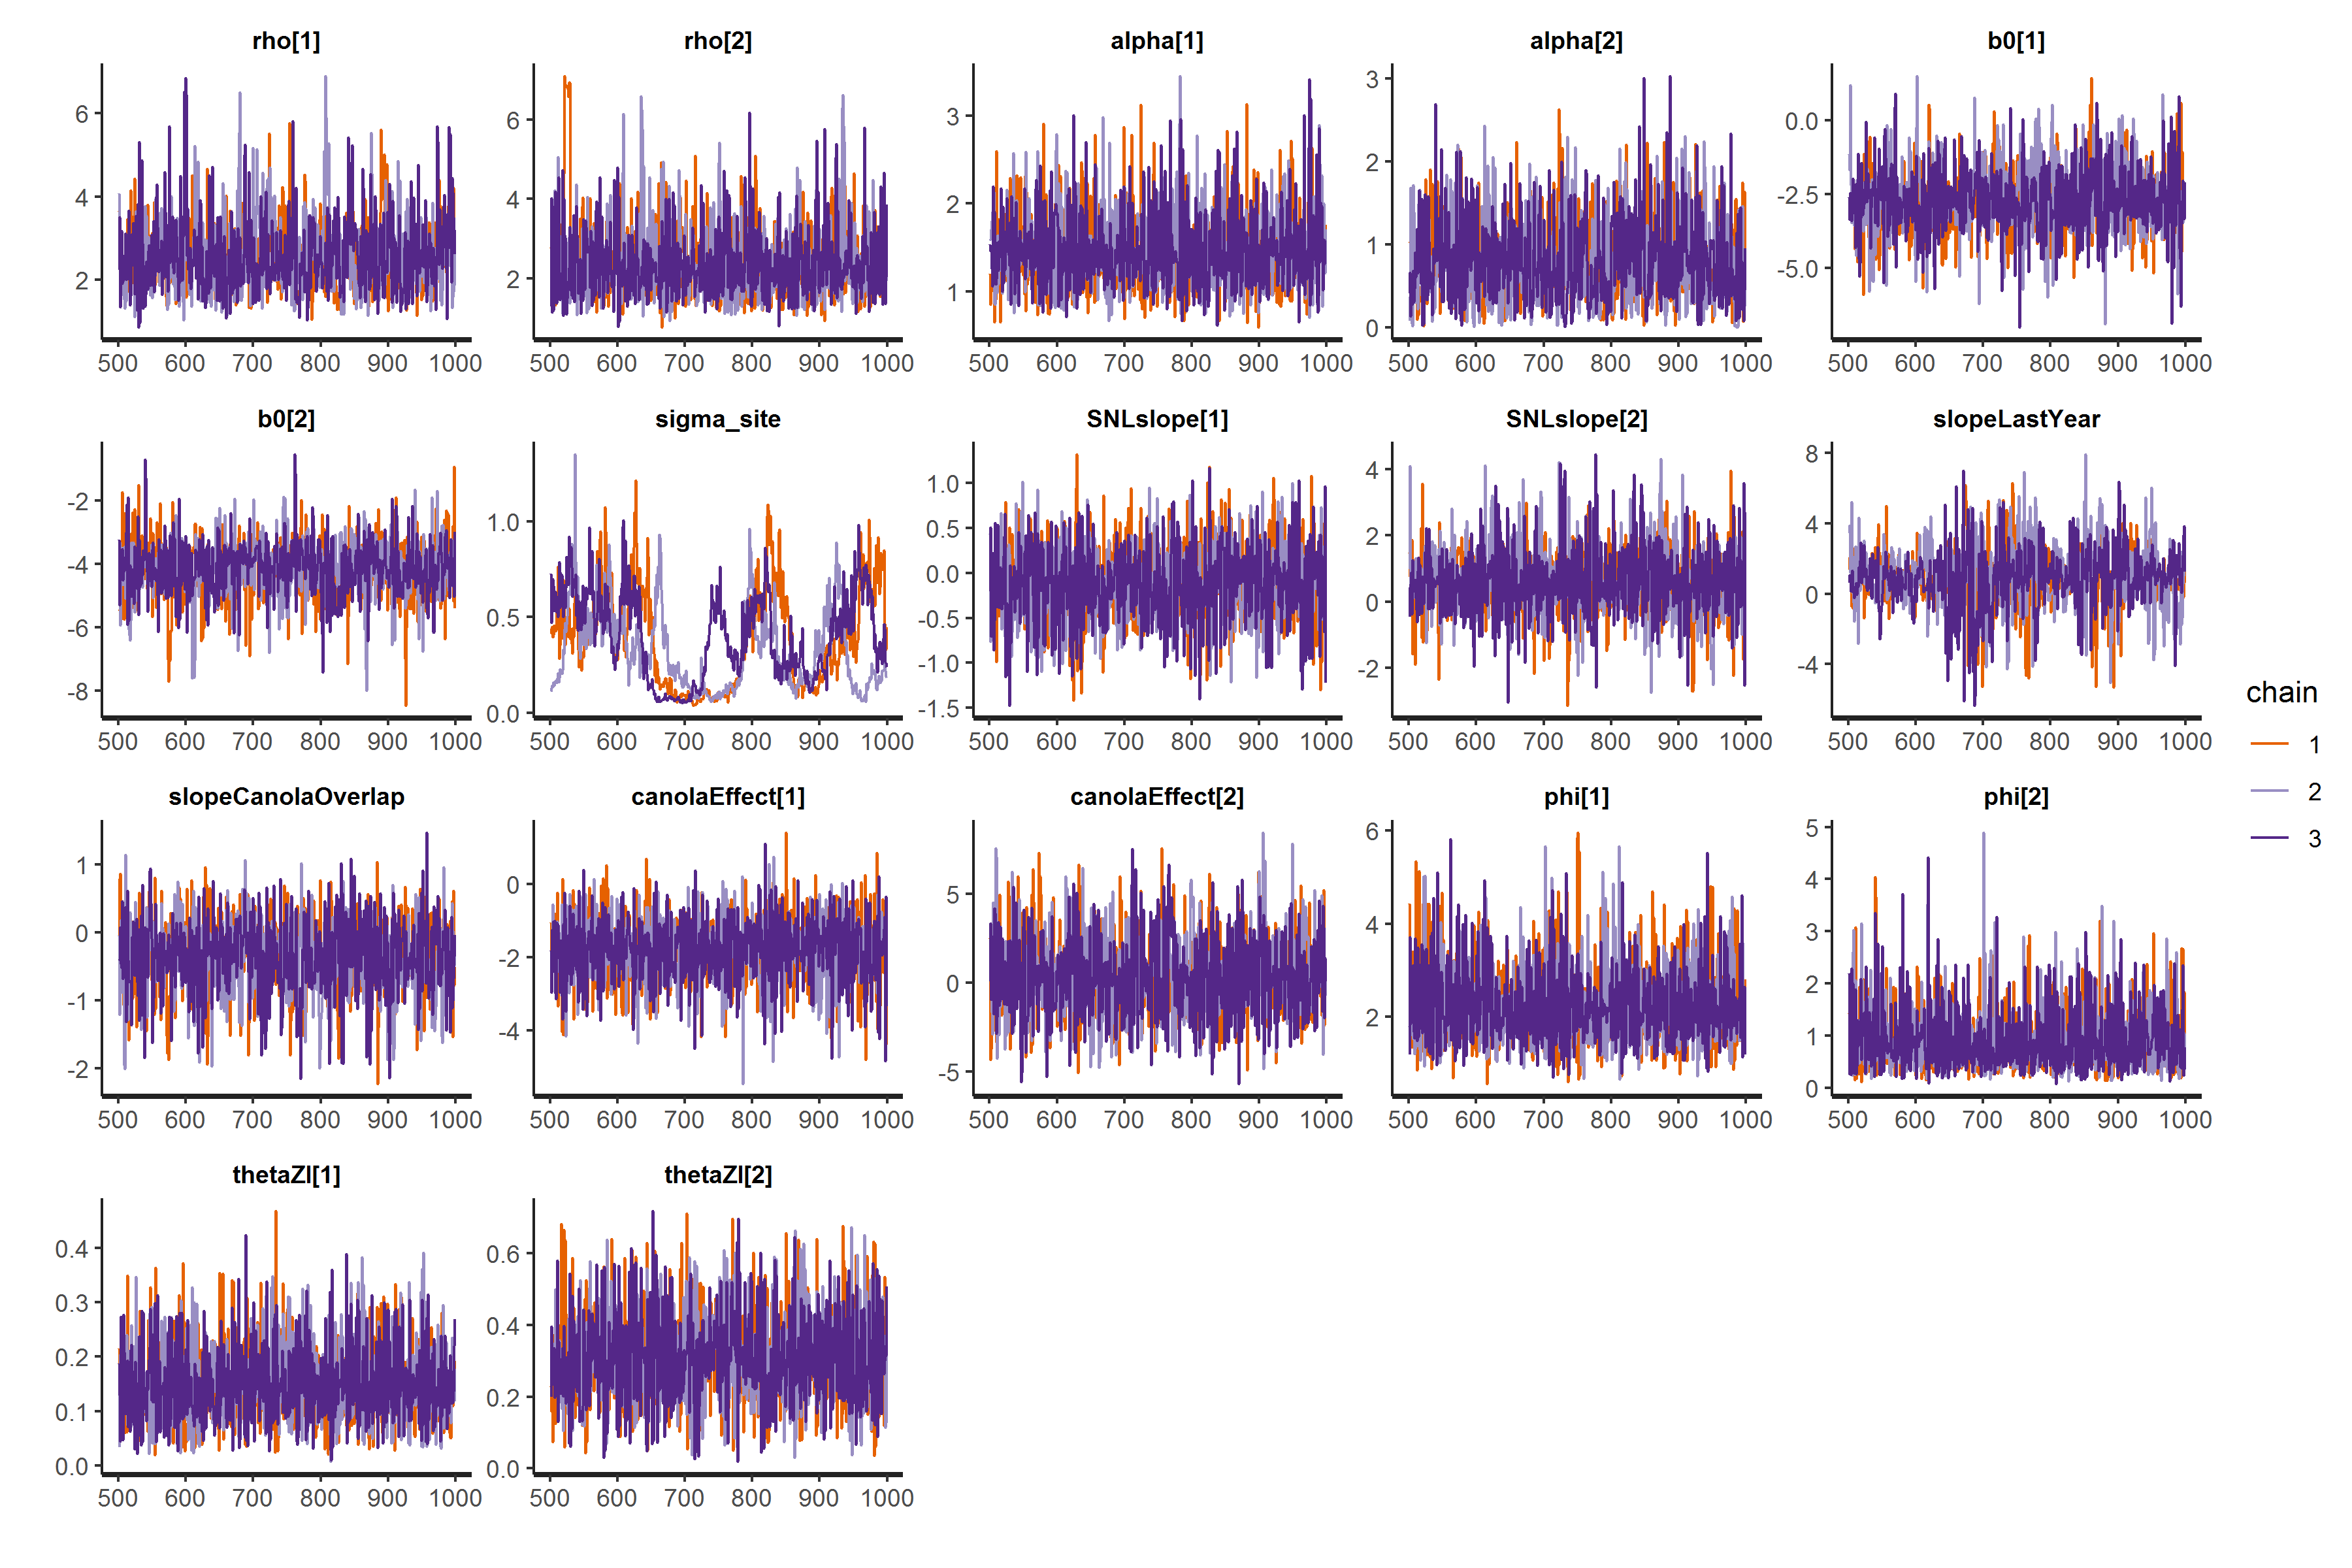 rho[1] rho[2] alpha[1] alpha[2] b0[1]
6 4 2
6 4 2
3 2 1
3 2 1 0
0.0 -2.5 -5.0
500 600 700 800 900 1000 500 600 700 800 900 1000 500 600 700 800 900 1000 500 600 700 800 900 1000 500 600 700 800 900 1000
b0[2] sigma_site SNLslope[1] SNLslope[2] slopeLastYear
-2 -4 -6 -8
1.0 0.5 0.0
1.0 0.5 0.0 -0.5 -1.0 -1.5
4 2 0 -2
8 4 0 -4
500 600 700 800 900 1000 500 600 700 800 900 1000 500 600 700 800 900 1000 500 600 700 800 900 1000 500 600 700 800 900 1000
slopeCanolaOverlap canolaEffect[1] canolaEffect[2] phi[1] phi[2]
1 0 -1 -2
0 -2 -4
5 0 -5
6 4 2
5 4 3 2 1 0
500 600 700 800 900 1000 500 600 700 800 900 1000 500 600 700 800 900 1000 500 600 700 800 900 1000 500 600 700 800 900 1000
thetaZI[1] thetaZI[2]
0.4 0.3 0.2 0.1 0.0
0.6 0.4 0.2 0.0
500 600 700 800 900 1000 500 600 700 800 900 1000
chain
1
2
3